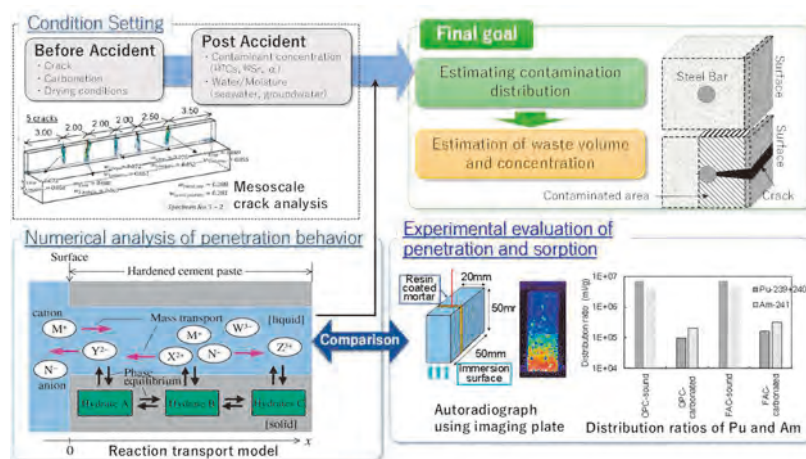 Condition Setting
Before Accident
・Crack
・Carbonation
・Drying conditions
Post Accident
・Contaminant concentration
(¹³⁷Cs, ⁹⁰Sr, α)
・Water/Moisture
(seawater, groundwater)
5 cracks
3.00
2.00
2.00
2.00
2.50
3.50
Mesoscale
crack analysis
Final goal
Estimating contamination
distribution
Estimation of waste volume
and concentration
Steel Bar
Surface
Surface
Contaminated area
Crack
Numerical analysis of penetration behavior
Surface
Hardened cement paste
cation
Mass transport
[liquid]
M⁺
Y²⁻
M⁺
X²⁺
N⁻
W³⁻
Z³⁺
N⁻
anion
Phase
equilibrium
Hydrate A
Hydrate B
Hydrates C
[solid]
0
x
Reaction transport model
Comparison
Experimental evaluation of
penetration and sorption
Resin
coated
mortar
20mm
50mm
Immersion
surface
Autoradiograph
using imaging plate
Distribution ratio (ml/g)
1E+07
1E+06
1E+05
1E+04
Pu-239+240
Am-241
OPC-sound
OPC-carbonated
FAC-sound
FAC-carbonated
Distribution ratios of Pu and Am